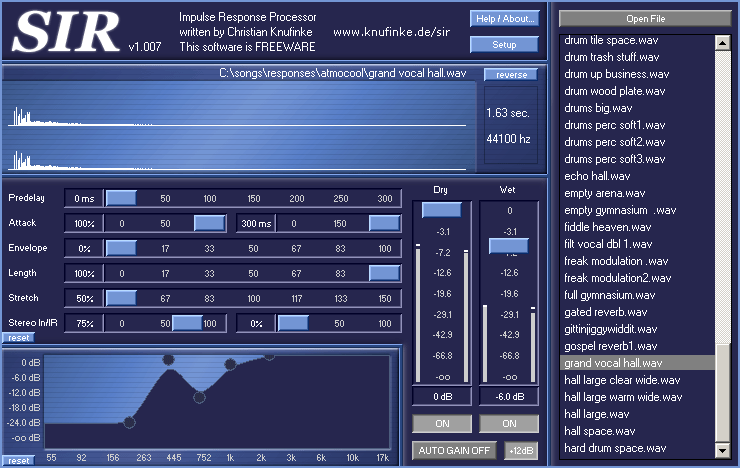 SIR v1.007
Impulse Response Processor
written by Christian Knufinke
This software is FREEWARE
www.knufinke.de/sir
Help / About...
Setup
C:\songs\responses\atmocool\grand vocal hall.wav
reverse
1.63 sec.
44100 hz
Predelay 0 ms 50 100 150 200 250 300
Attack 100% 0 50 300 ms 0 150
Envelope 0% 17 33 50 67 83 100
Length 100% 0 17 33 50 67 83
Stretch 50% 67 83 100 117 133 150
Stereo In/IR 75% 0 50 100 0% 50 100
reset
Dry
-3.1
-7.2
-12.6
-19.6
-29.1
-42.9
-66.8
-oo
0 dB
ON
Wet
0
-3.1
-7.2
-12.6
-19.6
-29.1
-42.9
-66.8
-oo
-6.0 dB
ON
AUTO GAIN OFF
+12dB
0 dB
-6.0 dB
-12.0 dB
-18.0 dB
-24.0 dB
-oo dB
reset
55 92 156 263 445 752 1k 2k 3k 6k 10k 17k
Open File
drum tile space.wav
drum trash stuff.wav
drum up business.wav
drum wood plate.wav
drums big.wav
drums perc soft1.wav
drums perc soft2.wav
drums perc soft3.wav
echo hall.wav
empty arena.wav
empty gymnasium .wav
fiddle heaven.wav
filt vocal dbl 1.wav
freak modulation .wav
freak modulation2.wav
full gymnasium.wav
gated reverb.wav
gittinjiggywiddit.wav
gospel reverb1.wav
grand vocal hall.wav
hall large clear wide.wav
hall large warm wide.wav
hall large.wav
hall space.wav
hard drum space.wav